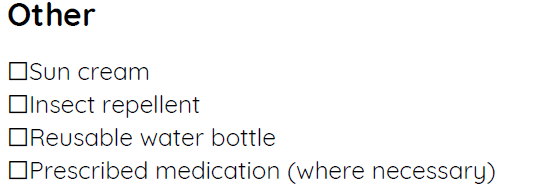 Other
☐Sun cream
☐Insect repellent
☐Reusable water bottle
☐Prescribed medication (where necessary)